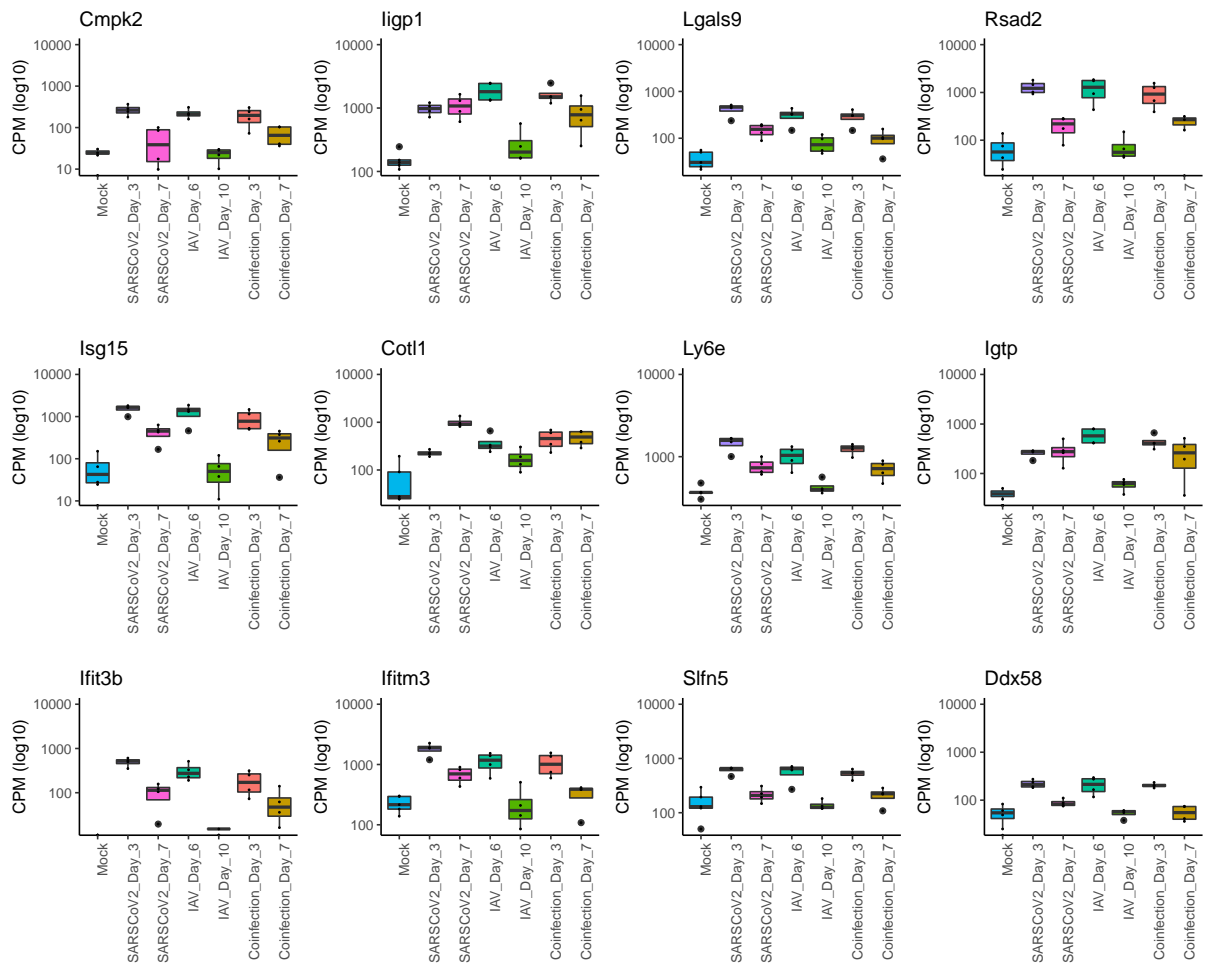 Cmpk2
CPM (log10)
10000
1000
100
10
Mock
SARSCoV2_Day_3
SARSCoV2_Day_7
IAV_Day_6
IAV_Day_10
Coinfection_Day_3
Coinfection_Day_7
Iigp1
CPM (log10)
10000
1000
100
Mock
SARSCoV2_Day_3
SARSCoV2_Day_7
IAV_Day_6
IAV_Day_10
Coinfection_Day_3
Coinfection_Day_7
Lgals9
CPM (log10)
10000
1000
100
Mock
SARSCoV2_Day_3
SARSCoV2_Day_7
IAV_Day_6
IAV_Day_10
Coinfection_Day_3
Coinfection_Day_7
Rsad2
CPM (log10)
10000
1000
100
Mock
SARSCoV2_Day_3
SARSCoV2_Day_7
IAV_Day_6
IAV_Day_10
Coinfection_Day_3
Coinfection_Day_7
Isg15
CPM (log10)
10000
1000
100
10
Mock
SARSCoV2_Day_3
SARSCoV2_Day_7
IAV_Day_6
IAV_Day_10
Coinfection_Day_3
Coinfection_Day_7
Cotl1
CPM (log10)
10000
1000
100
Mock
SARSCoV2_Day_3
SARSCoV2_Day_7
IAV_Day_6
IAV_Day_10
Coinfection_Day_3
Coinfection_Day_7
Ly6e
CPM (log10)
10000
1000
Mock
SARSCoV2_Day_3
SARSCoV2_Day_7
IAV_Day_6
IAV_Day_10
Coinfection_Day_3
Coinfection_Day_7
Igtp
CPM (log10)
10000
1000
100
Mock
SARSCoV2_Day_3
SARSCoV2_Day_7
IAV_Day_6
IAV_Day_10
Coinfection_Day_3
Coinfection_Day_7
Ifit3b
CPM (log10)
10000
1000
100
Mock
SARSCoV2_Day_3
SARSCoV2_Day_7
IAV_Day_6
IAV_Day_10
Coinfection_Day_3
Coinfection_Day_7
Ifitm3
CPM (log10)
10000
1000
100
Mock
SARSCoV2_Day_3
SARSCoV2_Day_7
IAV_Day_6
IAV_Day_10
Coinfection_Day_3
Coinfection_Day_7
Slfn5
CPM (log10)
10000
1000
100
Mock
SARSCoV2_Day_3
SARSCoV2_Day_7
IAV_Day_6
IAV_Day_10
Coinfection_Day_3
Coinfection_Day_7
Ddx58
CPM (log10)
10000
1000
100
Mock
SARSCoV2_Day_3
SARSCoV2_Day_7
IAV_Day_6
IAV_Day_10
Coinfection_Day_3
Coinfection_Day_7